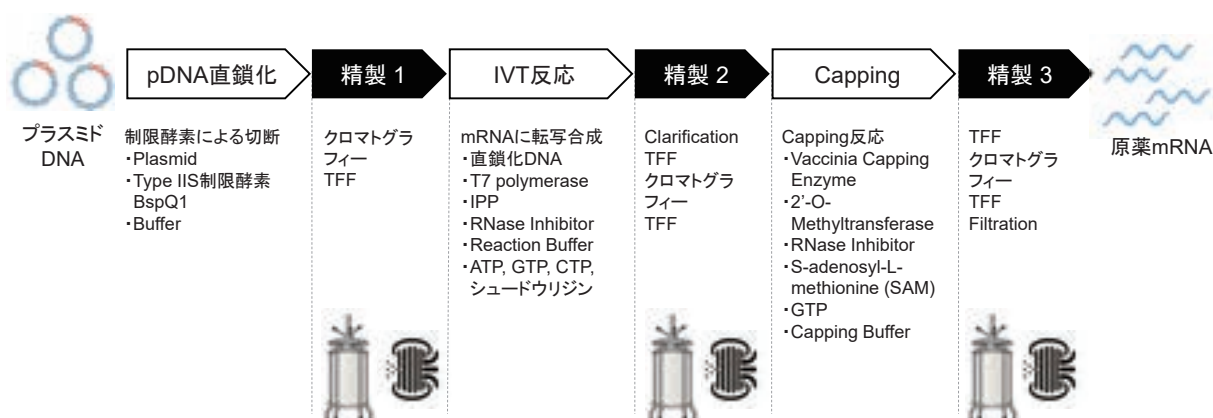 プラスミド
DNA
pDNA直鎖化
制限酵素による切断
・Plasmid
・Type IIS制限酵素
BspQ1
・Buffer
精製 1
クロマトグラ
フィー
TFF
IVT反応
mRNAに転写合成
・直鎖化DNA
・T7 polymerase
・IPP
・RNase Inhibitor
・Reaction Buffer
・ATP, GTP, CTP,
シュードウリジン
精製 2
Clarification
TFF
クロマトグラ
フィー
TFF
Capping
Capping反応
・Vaccinia Capping
Enzyme
・2'-O-
Methyltransferase
・RNase Inhibitor
・S-adenosyl-L-
methionine (SAM)
・GTP
・Capping Buffer
精製 3
TFF
クロマトグラ
フィー
TFF
Filtration
原薬mRNA